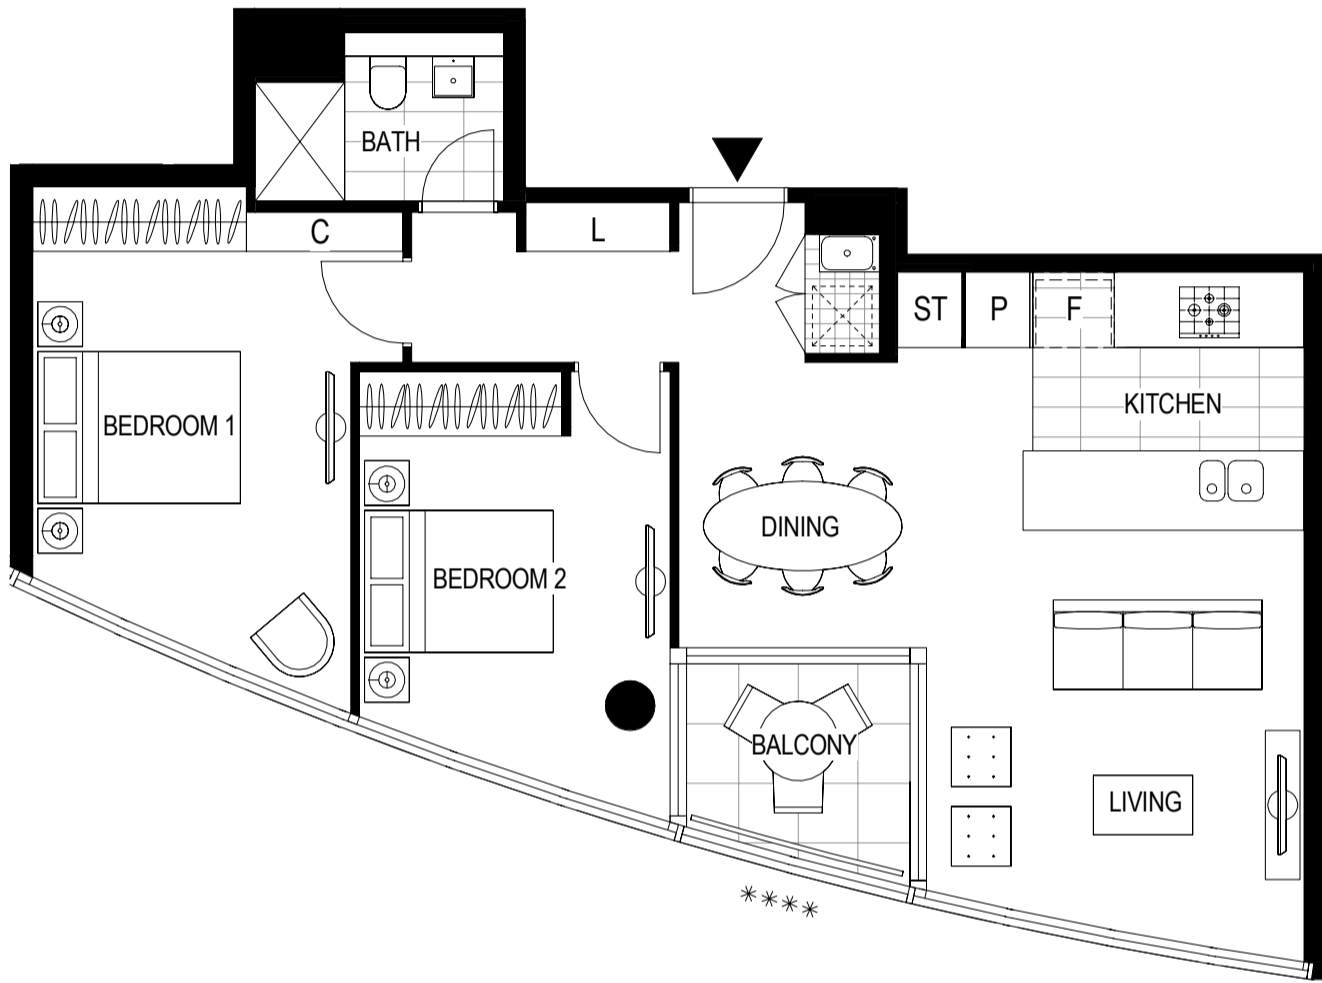 BATH
C
L
ST
P
F
KITCHEN
BEDROOM 1
DINING
BEDROOM 2
BALCONY
LIVING
****